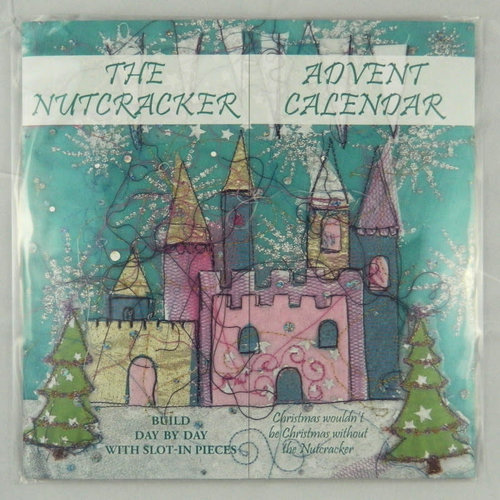 THE
NUTCRACKER
ADVENT
CALENDAR
BUILD
DAY BY DAY
WITH SLOT-IN PIECES
Christmas wouldn't
be Christmas without
the Nutcracker